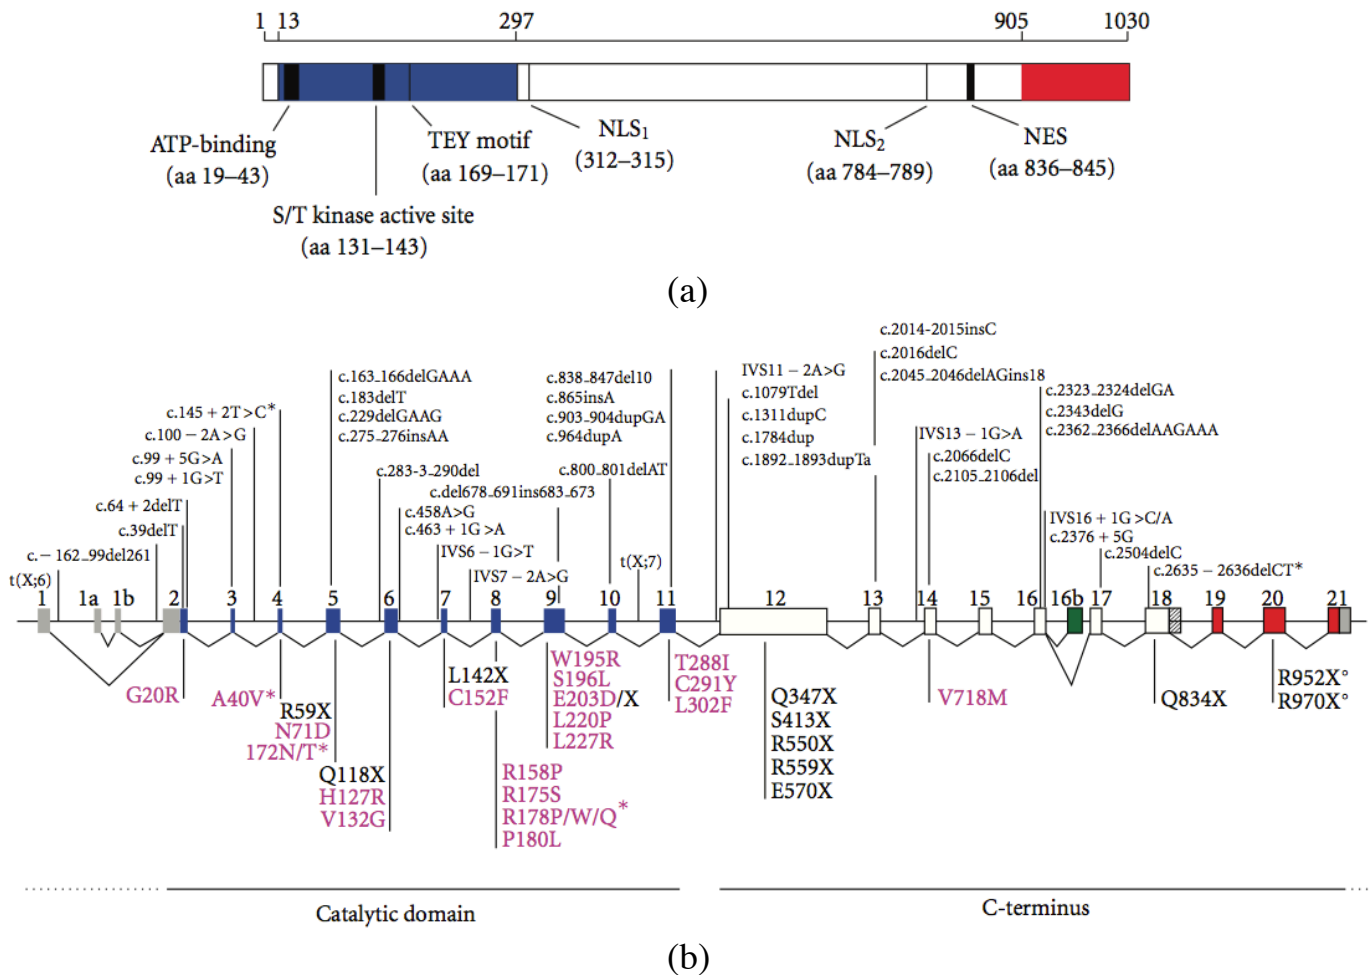 1 13 297 905 1030
ATP-binding
(aa 19–43)
S/T kinase active site
(aa 131–143)
TEY motif
(aa 169–171)
NLS1
(312–315)
NLS2
(aa 784–789)
NES
(aa 836–845)
(a)
t(X;6)
c.−162_99del261
c.39delT
c.64 + 2delT
c.99 + 1G>T
c.99 + 5G>A
c.100 − 2A>G
c.145 + 2T>C*
c.163_166delGAAA
c.183delT
c.229delGAAG
c.275_276insAA
c.283-3_290del
c.458A>G
c.463 + 1G>A
IVS6 − 1G>T
IVS7 − 2A>G
c.del678_691ins683_673
c.800_801delAT
t(X;7)
c.838_847del10
c.865insA
c.903_904dupGA
c.964dupA
IVS11 − 2A>G
c.1079Tdel
c.1311dupC
c.1784dup
c.1892_1893dupTa
c.2014-2015insC
c.2016delC
c.2045_2046delAGins18
IVS13 − 1G>A
c.2066delC
c.2105_2106del
c.2323_2324delGA
c.2343delG
c.2362_2366delAAGAAA
IVS16 + 1G>C/A
c.2376 + 5G
c.2504delC
c.2635 − 2636delCT*
1 1a 1b 2 3 4 5 6 7 8 9 10 11 12 13 14 15 16 16b 17 18 19 20 21
G20R
A40V*
R59X
N71D
172N/T*
Q118X
H127R
V132G
L142X
C152F
R158P
R175S
R178P/W/Q*
P180L
W195R
S196L
E203D/X
L220P
L227R
T288I
C291Y
L302F
Q347X
S413X
R550X
R559X
E570X
V718M
Q834X
R952X°
R970X°
Catalytic domain
C-terminus
(b)